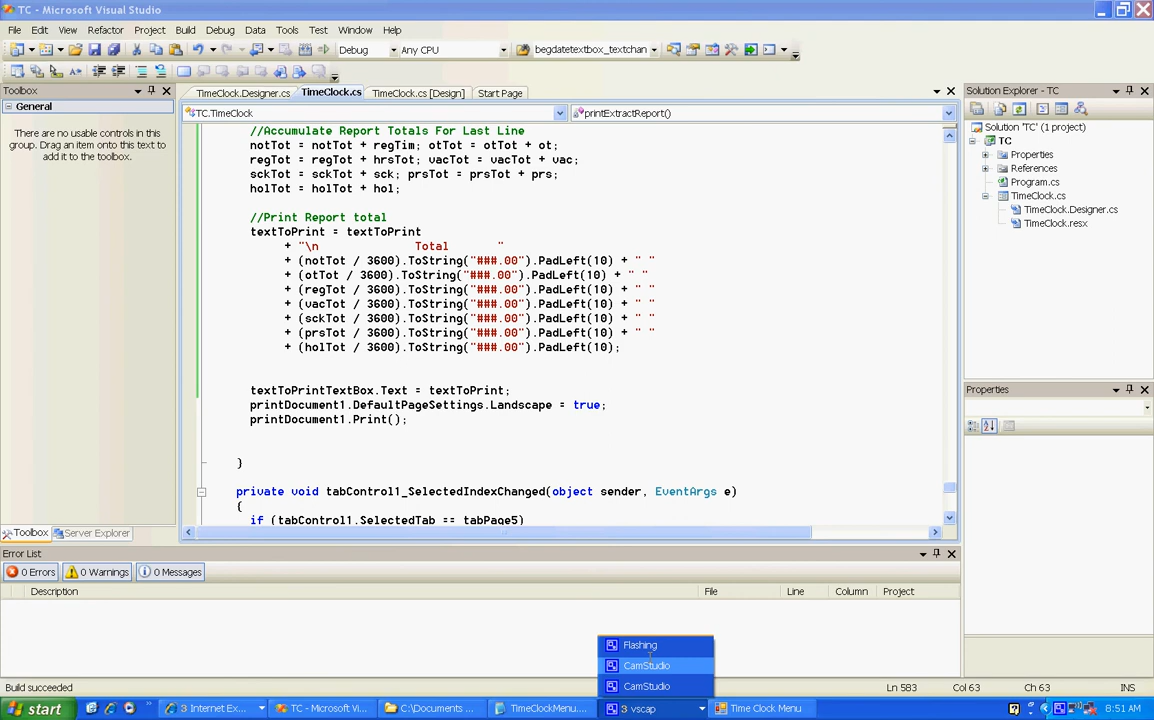 TC - Microsoft Visual Studio
File Edit View Refactor Project Build Debug Data Tools Test Window Help
Debug Any CPU begdatetextbox_textchan
Toolbox
General
There are no usable controls in this
group. Drag an item onto this text to
add it to the toolbox.
Toolbox Server Explorer
TimeClock.Designer.cs TimeClock.cs TimeClock.cs [Design] Start Page
TC.TimeClock printExtractReport()
//Accumulate Report Totals For Last Line
notTot = notTot + regTim; otTot = otTot + ot;
regTot = regTot + hrsTot; vacTot = vacTot + vac;
sckTot = sckTot + sck; prsTot = prsTot + prs;
holTot = holTot + hol;
//Print Report total
textToPrint = textToPrint
+ "\n Total "
+ (notTot / 3600).ToString("###.00").PadLeft(10) + " "
+ (otTot / 3600).ToString("###.00").PadLeft(10) + " "
+ (regTot / 3600).ToString("###.00").PadLeft(10) + " "
+ (vacTot / 3600).ToString("###.00").PadLeft(10) + " "
+ (sckTot / 3600).ToString("###.00").PadLeft(10) + " "
+ (prsTot / 3600).ToString("###.00").PadLeft(10) + " "
+ (holTot / 3600).ToString("###.00").PadLeft(10);
textToPrintTextBox.Text = textToPrint;
printDocument1.DefaultPageSettings.Landscape = true;
printDocument1.Print();
}
private void tabControl1_SelectedIndexChanged(object sender, EventArgs e)
{
if (tabControl1.SelectedTab == tabPage5)
Solution Explorer - TC
Solution 'TC' (1 project)
TC
Properties
References
Program.cs
TimeClock.cs
TimeClock.Designer.cs
TimeClock.resx
Properties
Error List
0 Errors 0 Warnings 0 Messages
Description File Line Column Project
Flashing
CamStudio
CamStudio
Build succeeded Ln 583 Col 63 Ch 63 INS
start 3 Internet Ex... TC - Microsoft Vi... C:\Documents ... TimeClockMenu.... 3 vscap Time Clock Menu 8:51 AM